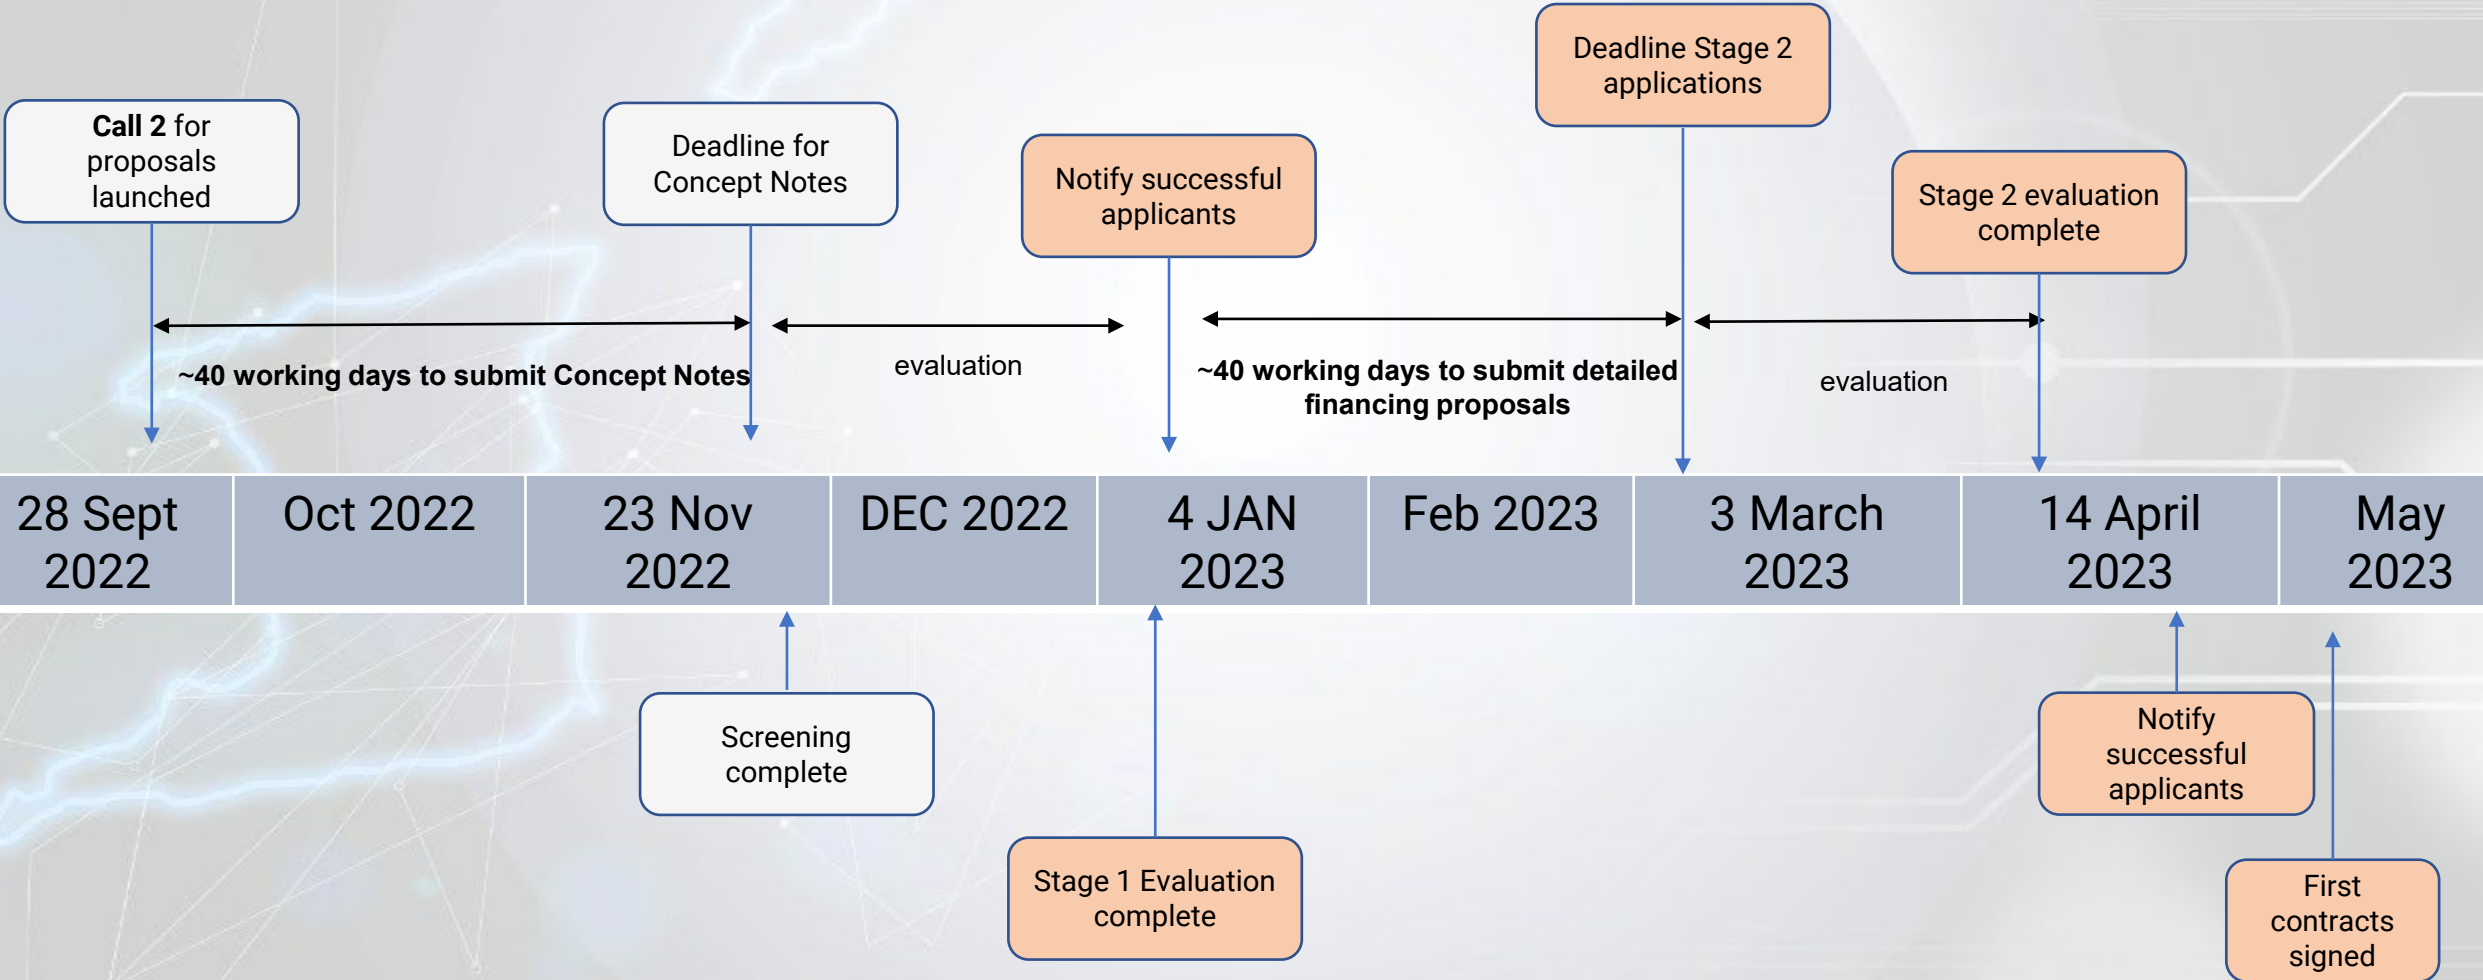 Deadline Stage 2
applications
Call 2 for
proposals
launched
Deadline for
Concept Notes
Notify successful
applicants
Stage 2 evaluation
complete
~40 working days to submit Concept Notes
evaluation
~40 working days to submit detailed
financing proposals
evaluation
28 Sept
2022
Oct 2022
23 Nov
2022
DEC 2022
4 JAN
2023
Feb 2023
3 March
2023
14 April
2023
May
2023
Screening
complete
Stage 1 Evaluation
complete
Notify
successful
applicants
First
contracts
signed